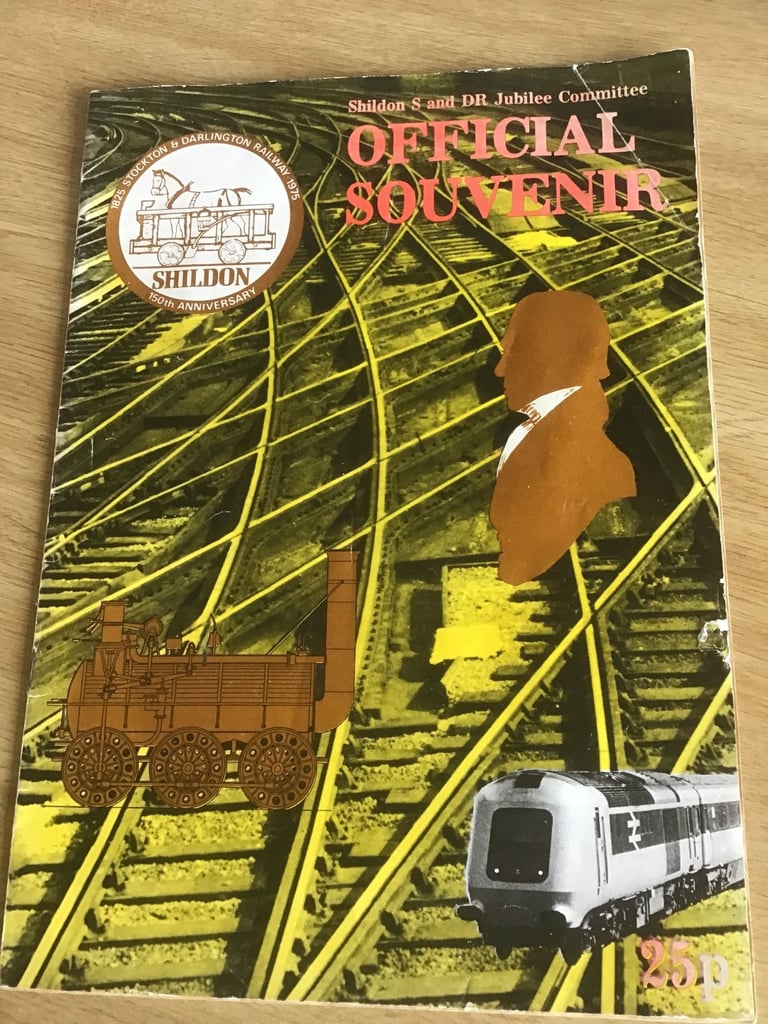 Shildon S and DR Jubilee Committee
OFFICIAL
SOUVENIR
1825 STOCKTON & DARLINGTON RAILWAY 1975
SHILDON
150th ANNIVERSARY
25p